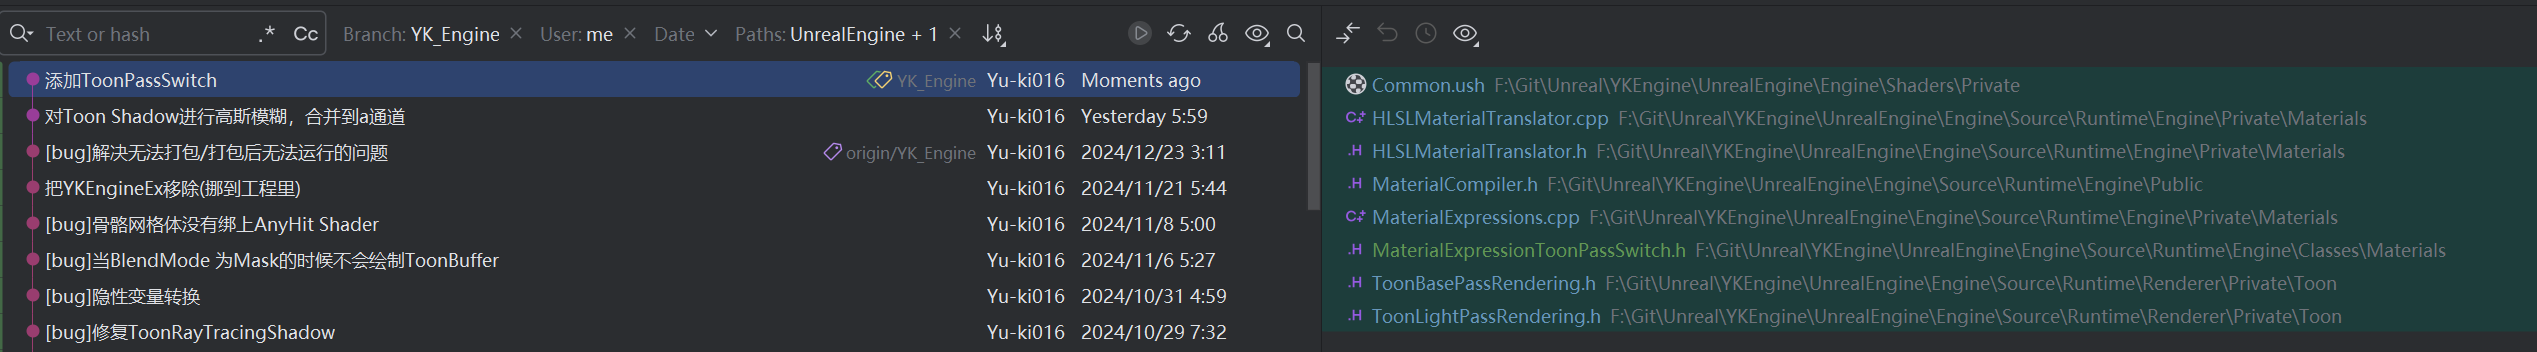 Text or hash .* Cc Branch: YK_Engine User: me Date Paths: UnrealEngine + 1
添加ToonPassSwitch YK_Engine Yu-ki016 Moments ago
对Toon Shadow进行高斯模糊，合并到a通道 Yu-ki016 Yesterday 5:59
[bug]解决无法打包/打包后无法运行的问题 origin/YK_Engine Yu-ki016 2024/12/23 3:11
把YKEngineEx移除(挪到工程里) Yu-ki016 2024/11/21 5:44
[bug]骨骼网格体没有绑上AnyHit Shader Yu-ki016 2024/11/8 5:00
[bug]当BlendMode 为Mask的时候不会绘制ToonBuffer Yu-ki016 2024/11/6 5:27
[bug]隐性变量转换 Yu-ki016 2024/10/31 4:59
[bug]修复ToonRayTracingShadow Yu-ki016 2024/10/29 7:32
Common.ush F:\Git\Unreal\YKEngine\UnrealEngine\Engine\Shaders\Private
C++ HLSLMaterialTranslator.cpp F:\Git\Unreal\YKEngine\UnrealEngine\Engine\Source\Runtime\Engine\Private\Materials
.H HLSLMaterialTranslator.h F:\Git\Unreal\YKEngine\UnrealEngine\Engine\Source\Runtime\Engine\Private\Materials
.H MaterialCompiler.h F:\Git\Unreal\YKEngine\UnrealEngine\Engine\Source\Runtime\Engine\Public
C++ MaterialExpressions.cpp F:\Git\Unreal\YKEngine\UnrealEngine\Engine\Source\Runtime\Engine\Private\Materials
.H MaterialExpressionToonPassSwitch.h F:\Git\Unreal\YKEngine\UnrealEngine\Engine\Source\Runtime\Engine\Classes\Materials
.H ToonBasePassRendering.h F:\Git\Unreal\YKEngine\UnrealEngine\Engine\Source\Runtime\Renderer\Private\Toon
.H ToonLightPassRendering.h F:\Git\Unreal\YKEngine\UnrealEngine\Engine\Source\Runtime\Renderer\Private\Toon